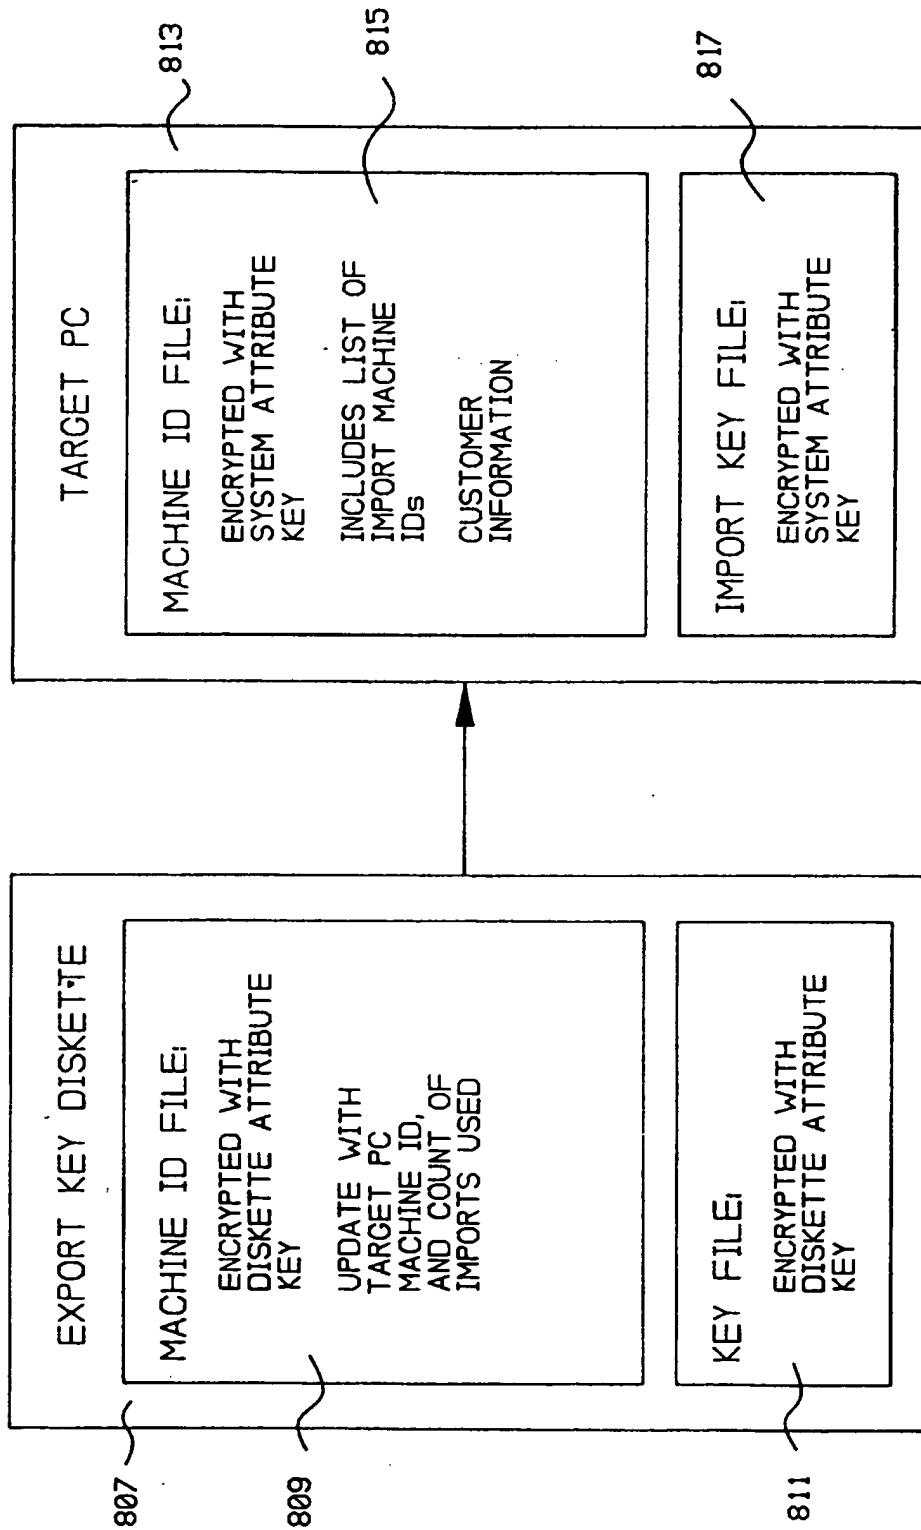 EXPORT KEY DISKETTE
MACHINE ID FILE:
ENCRYPTED WITH
DISKETTE ATTRIBUTE
KEY
UPDATE WITH
TARGET PC
MACHINE ID,
AND COUNT OF
IMPORTS USED
KEY FILE:
ENCRYPTED WITH
DISKETTE ATTRIBUTE
KEY
807
809
811
TARGET PC
MACHINE ID FILE:
ENCRYPTED WITH
SYSTEM ATTRIBUTE
KEY
INCLUDES LIST OF
IMPORT MACHINE
IDs
CUSTOMER
INFORMATION
IMPORT KEY FILE:
ENCRYPTED WITH
SYSTEM ATTRIBUTE
KEY
813
815
817